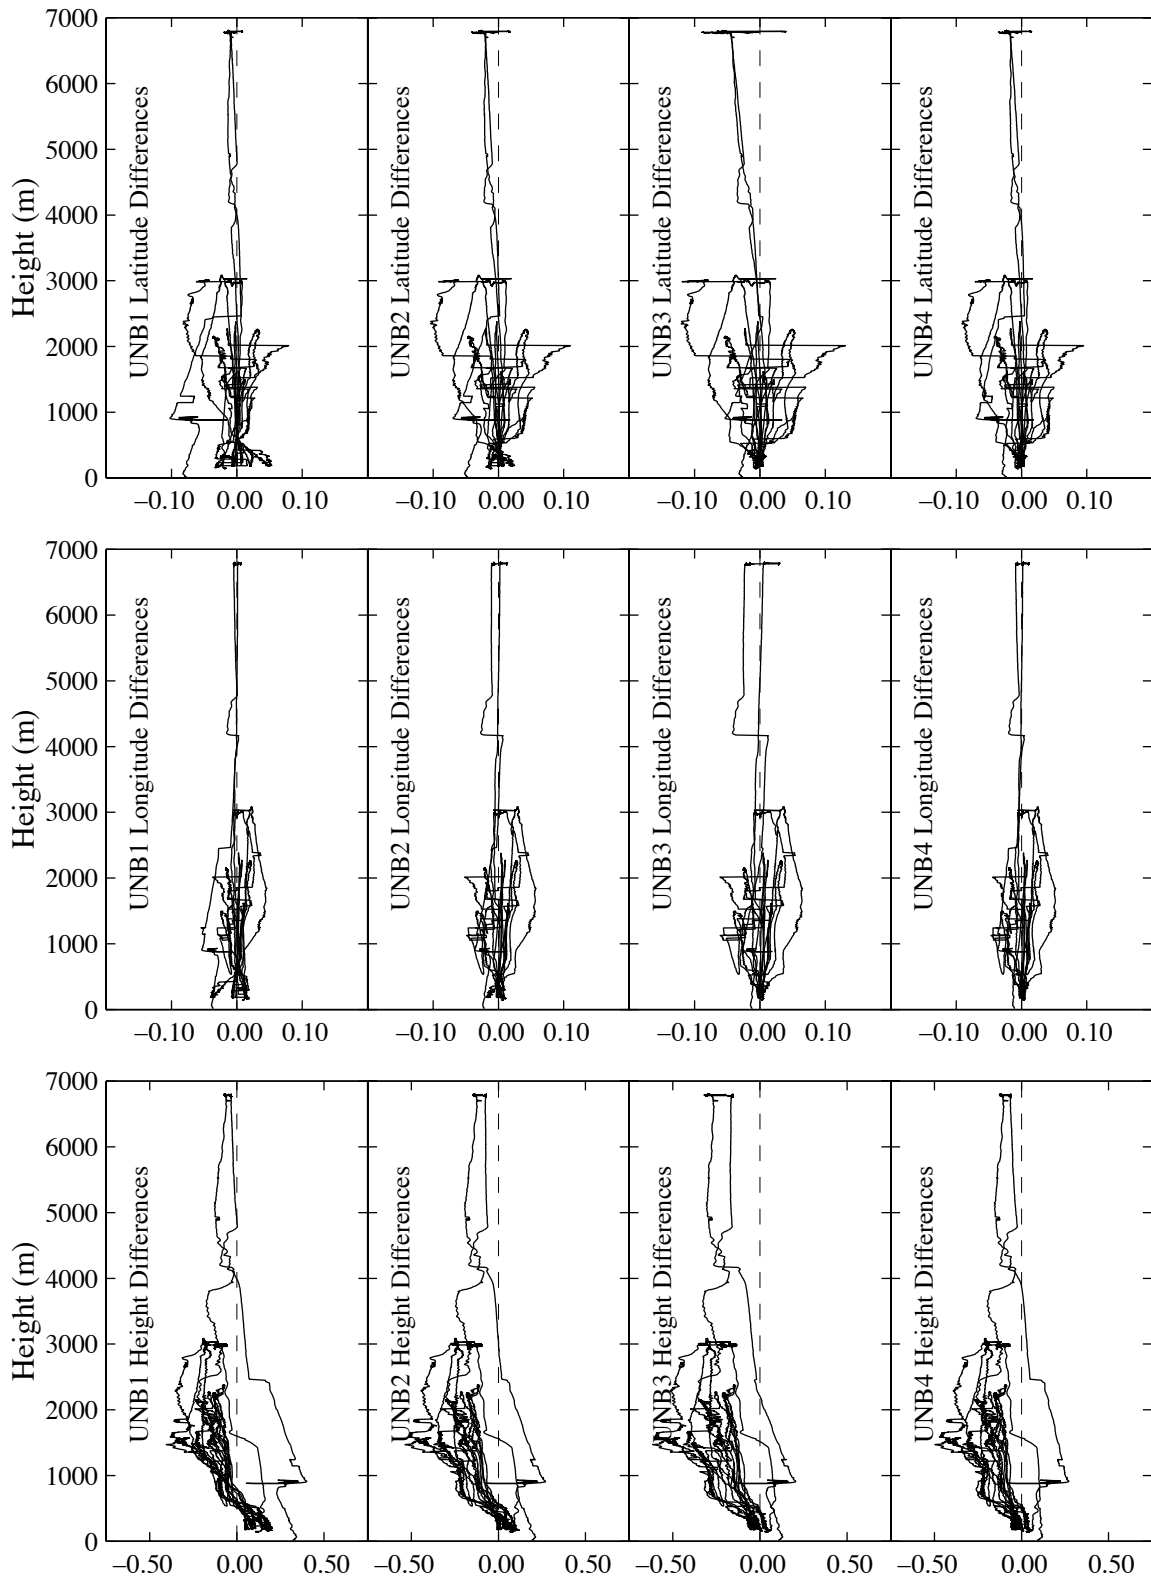 7000
6000
5000
4000
3000
2000
1000
0
Height (m)
UNB1 Latitude Differences
UNB2 Latitude Differences
UNB3 Latitude Differences
UNB4 Latitude Differences
−0.10 0.00 0.10 −0.10 0.00 0.10 −0.10 0.00 0.10 −0.10 0.00 0.10
7000
6000
5000
4000
3000
2000
1000
0
Height (m)
UNB1 Longitude Differences
UNB2 Longitude Differences
UNB3 Longitude Differences
UNB4 Longitude Differences
−0.10 0.00 0.10 −0.10 0.00 0.10 −0.10 0.00 0.10 −0.10 0.00 0.10
7000
6000
5000
4000
3000
2000
1000
0
Height (m)
UNB1 Height Differences
UNB2 Height Differences
UNB3 Height Differences
UNB4 Height Differences
−0.50 0.00 0.50 −0.50 0.00 0.50 −0.50 0.00 0.50 −0.50 0.00 0.50